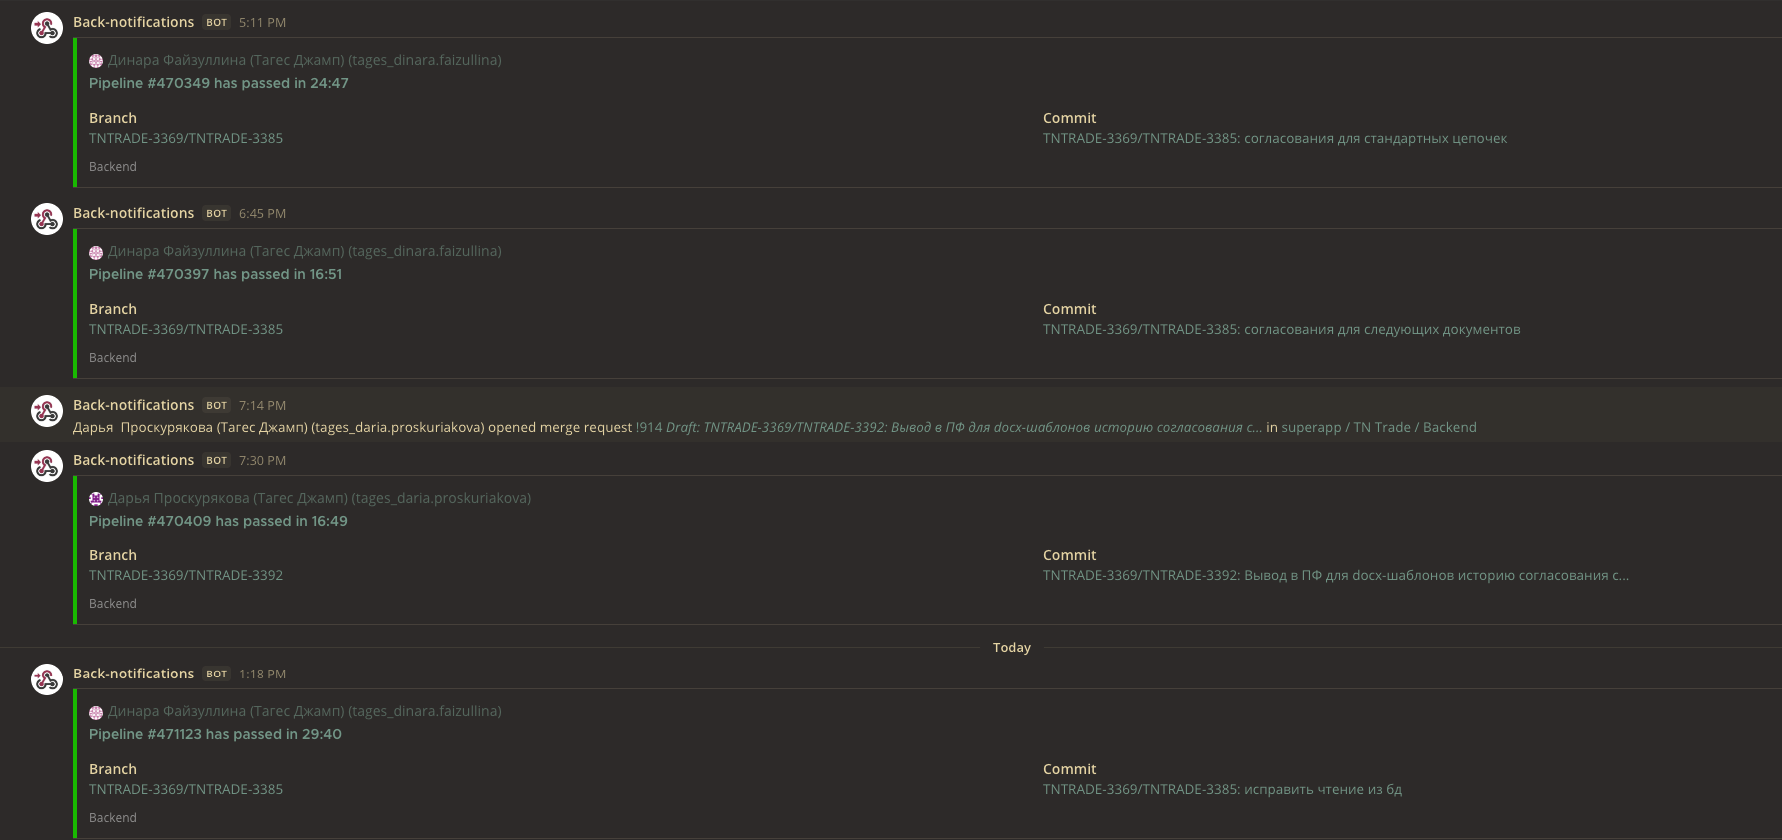 Back-notifications BOT 5:11 PM
Динара Файзуллина (Тагес Джамп) (tages_dinara.faizullina)
Pipeline #470349 has passed in 24:47
Branch Commit
TNTRADE-3369/TNTRADE-3385 TNTRADE-3369/TNTRADE-3385: согласования для стандартных цепочек
Backend
Back-notifications BOT 6:45 PM
Динара Файзуллина (Тагес Джамп) (tages_dinara.faizullina)
Pipeline #470397 has passed in 16:51
Branch Commit
TNTRADE-3369/TNTRADE-3385 TNTRADE-3369/TNTRADE-3385: согласования для следующих документов
Backend
Back-notifications BOT 7:14 PM
Дарья Проскурякова (Тагес Джамп) (tages_daria.proskuriakova) opened merge request !914 Draft: TNTRADE-3369/TNTRADE-3392: Вывод в ПФ для docx-шаблонов историю согласования с... in superapp / TN Trade / Backend
Back-notifications BOT 7:30 PM
Дарья Проскурякова (Тагес Джамп) (tages_daria.proskuriakova)
Pipeline #470409 has passed in 16:49
Branch Commit
TNTRADE-3369/TNTRADE-3392 TNTRADE-3369/TNTRADE-3392: Вывод в ПФ для docx-шаблонов историю согласования с...
Backend
Today
Back-notifications BOT 1:18 PM
Динара Файзуллина (Тагес Джамп) (tages_dinara.faizullina)
Pipeline #471123 has passed in 29:40
Branch Commit
TNTRADE-3369/TNTRADE-3385 TNTRADE-3369/TNTRADE-3385: исправить чтение из бд
Backend